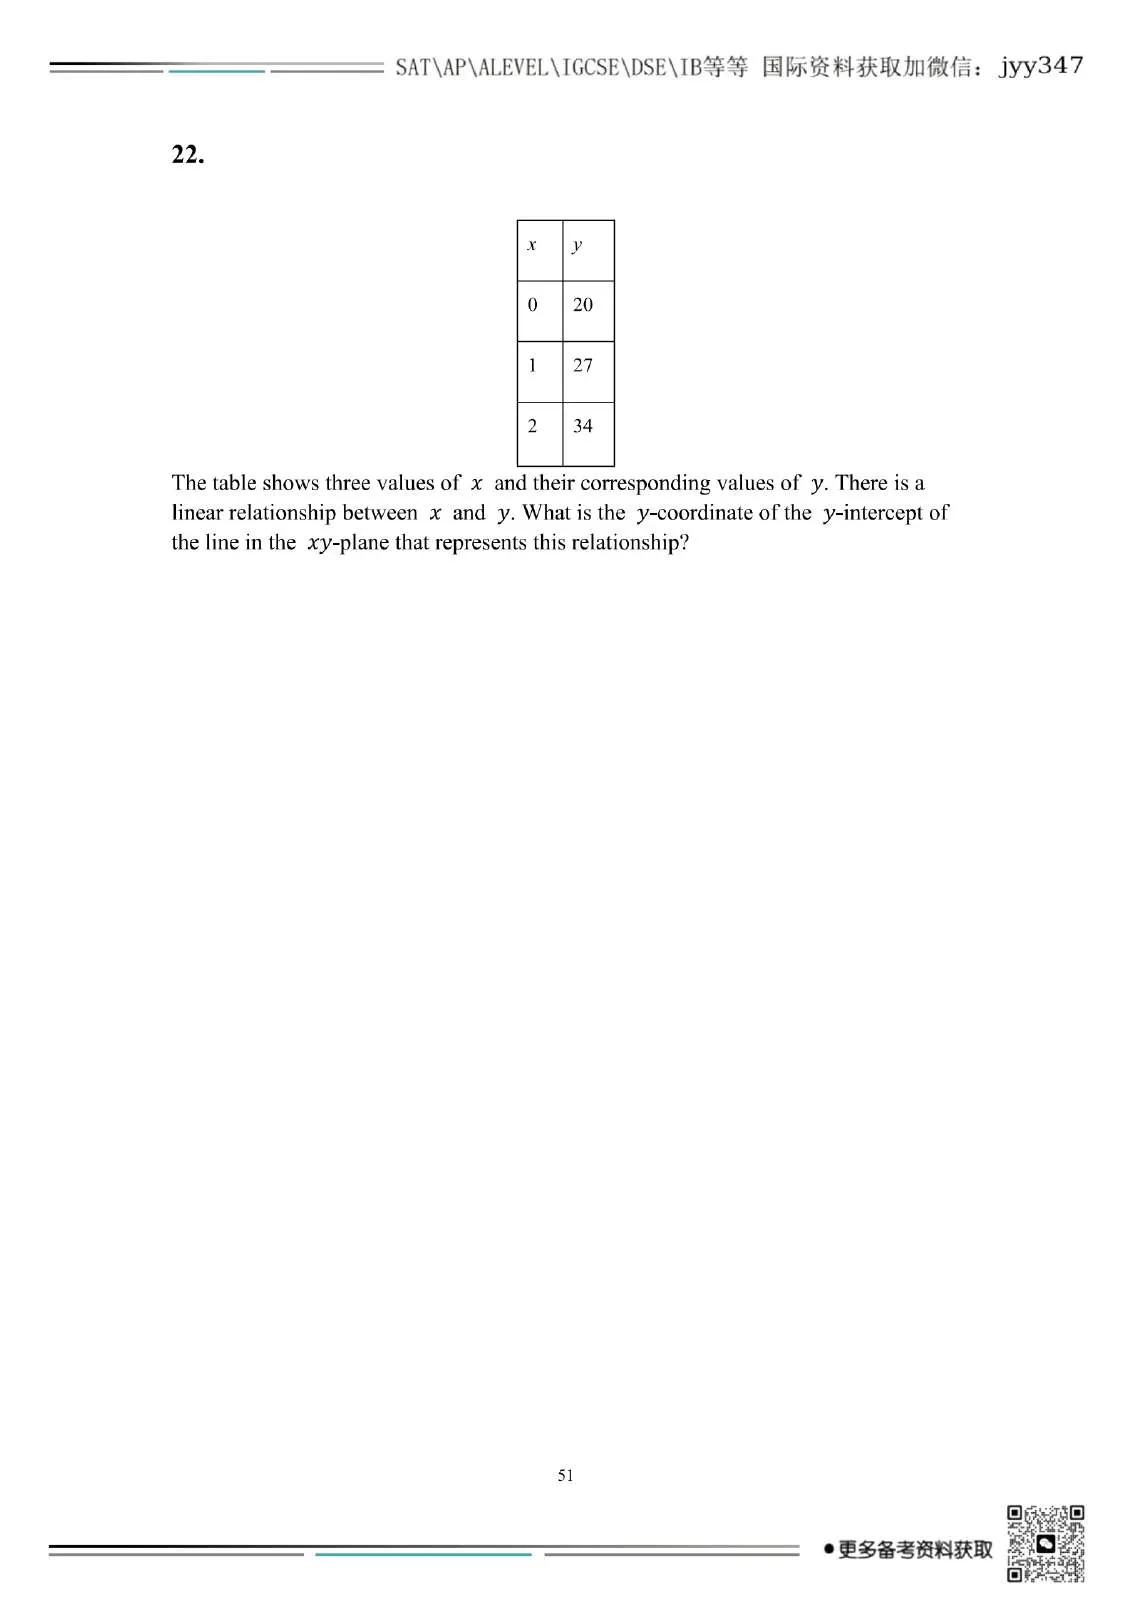 SAT\AP\ALEVEL\IGCSE\DSE\IB等等 国际资料获取加微信：jyy347
22.
x y
0 20
1 27
2 34
The table shows three values of x and their corresponding values of y. There is a
linear relationship between x and y. What is the y-coordinate of the y-intercept of
the line in the xy-plane that represents this relationship?
51
●更多备考资料获取